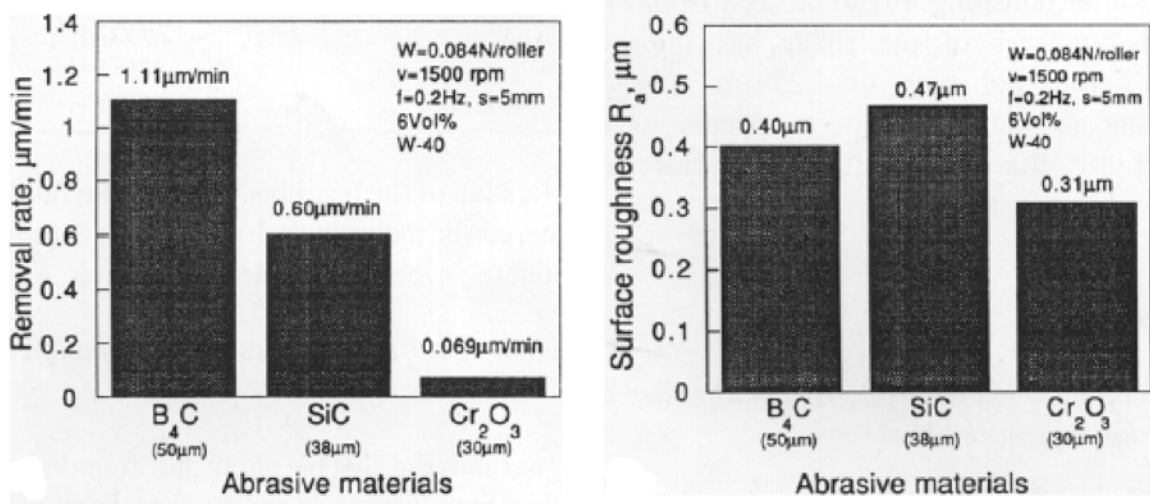 Removal rate, μm/min
1.4
1.2
1
0.8
0.6
0.4
0.2
0
1.11μm/min
0.60μm/min
0.069μm/min
W=0.084N/roller
v=1500 rpm
f=0.2Hz, s=5mm
6Vol%
W-40
B₄C SiC Cr₂O₃
(50μm) (38μm) (30μm)
Abrasive materials
Surface roughness Rₐ, μm
0.6
0.5
0.4
0.3
0.2
0.1
0
0.40μm
0.47μm
0.31μm
W=0.084N/roller
v=1500 rpm
f=0.2Hz, s=5mm
6Vol%
W-40
B₄C SiC Cr₂O₃
(50μm) (38μm) (30μm)
Abrasive materials